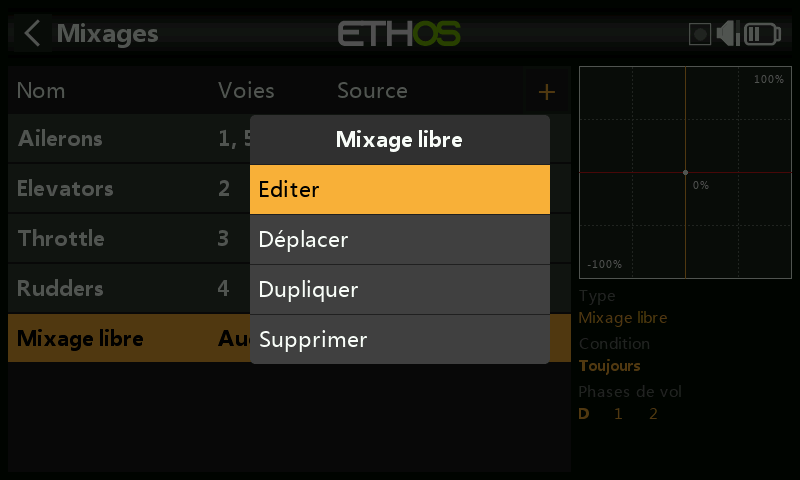 Mixages
ETHOS
Nom Voies Source +
Ailerons 1, 5
Elevators 2
Throttle 3
Rudders 4
Mixage libre
Mixage libre
Editer
Déplacer
Dupliquer
Supprimer
100%
0%
-100%
Type
Mixage libre
Condition
Toujours
Phases de vol
D 1 2